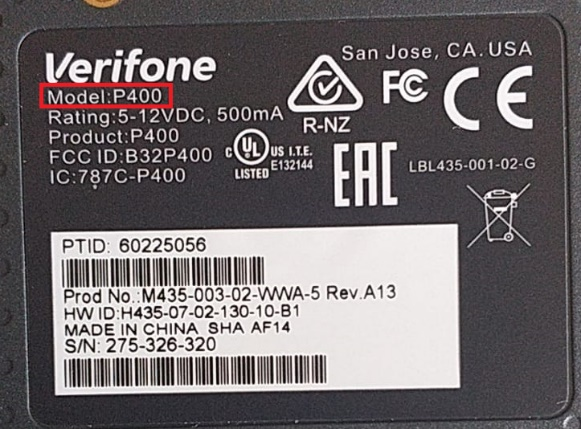 Verifone
San Jose, CA. USA
Model:P400
Rating:5-12VDC, 500mA
R-NZ
FC
CE
Product:P400
FCC ID:B32P400
C UL US I.T.E.
LISTED E132144
EAC
LBL435-001-02-G
IC:787C-P400
PTID: 60225056
Prod No.:M435-003-02-WWA-5 Rev.A13
HW ID:H435-07-02-130-10-B1
MADE IN CHINA SHA AF14
S/N: 275-326-320